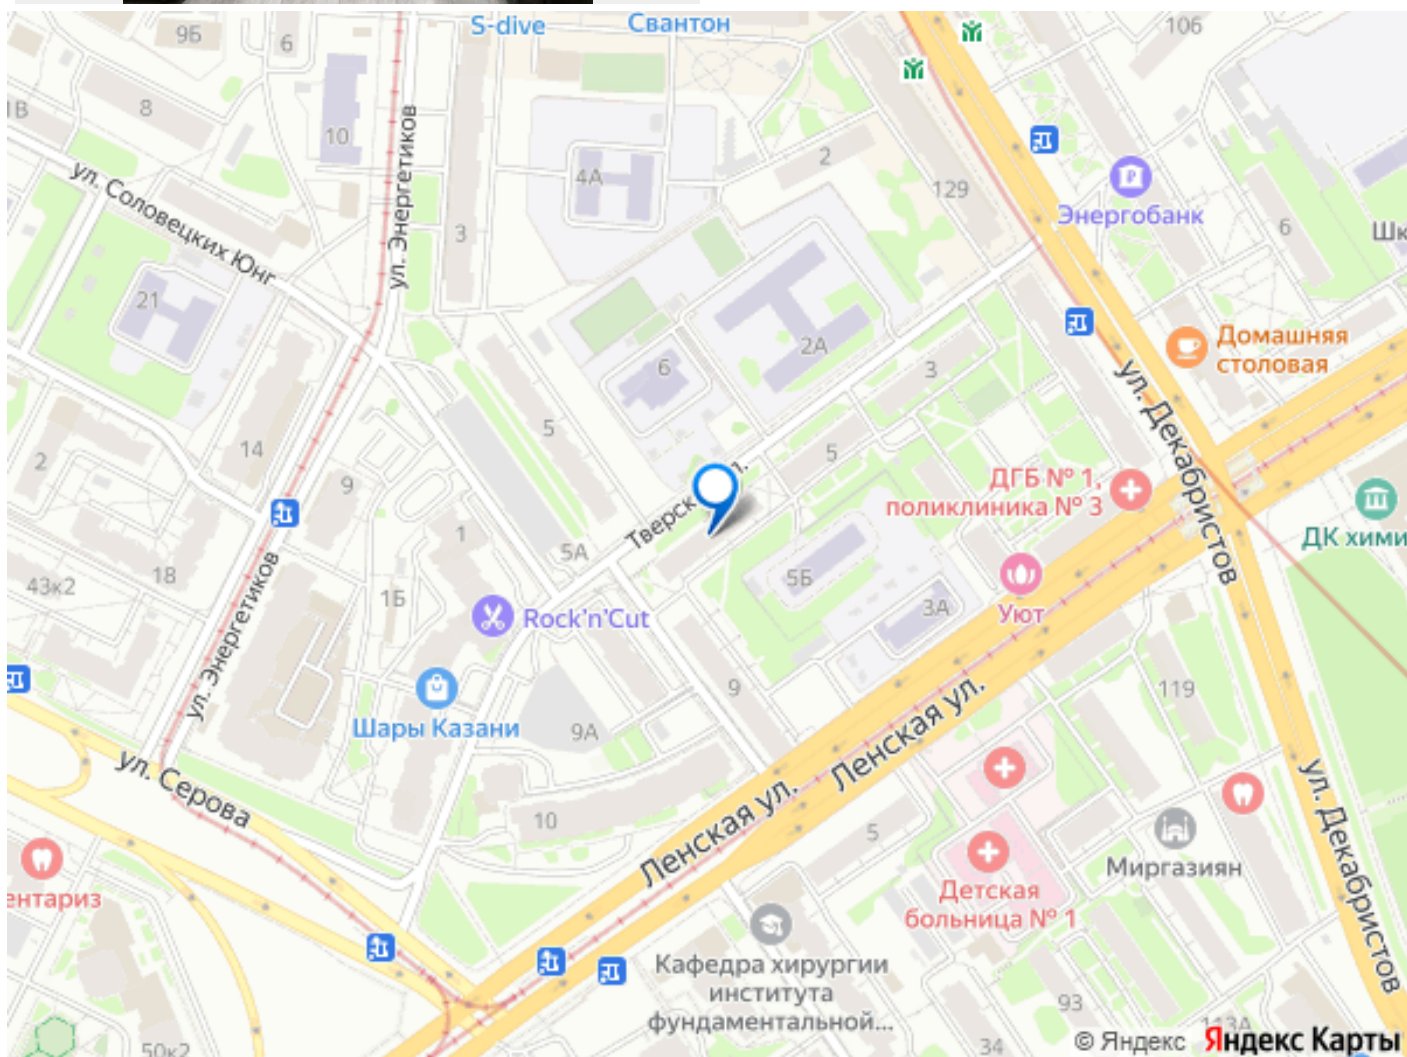 S-dive
Свантон
9Б
6
106
1В
8
10
ул. Энергетиков
4А
2
129
Энергобанк
ул. Соловецких Юнг
3
6
Шк
21
2А
Домашняя
столовая
6
3
ул. Декабристов
5
5
14
2
9
ДГБ № 1,
поликлиника № 3
Тверск
ДК хими
1
5А
5Б
43к2
18
1Б
3А
Rock'n'Cut
Уют
ул. Энергетиков
9
119
Шары Казани
9А
Ленская ул.
ул. Серова
Ленская ул.
10
5
ул. Декабристов
Миргазиян
ентариз
Детская
больница № 1
Кафедра хирургии
института
фундаментальной...
93
113А
34
50к2
© Яндекс Яндекс Карты